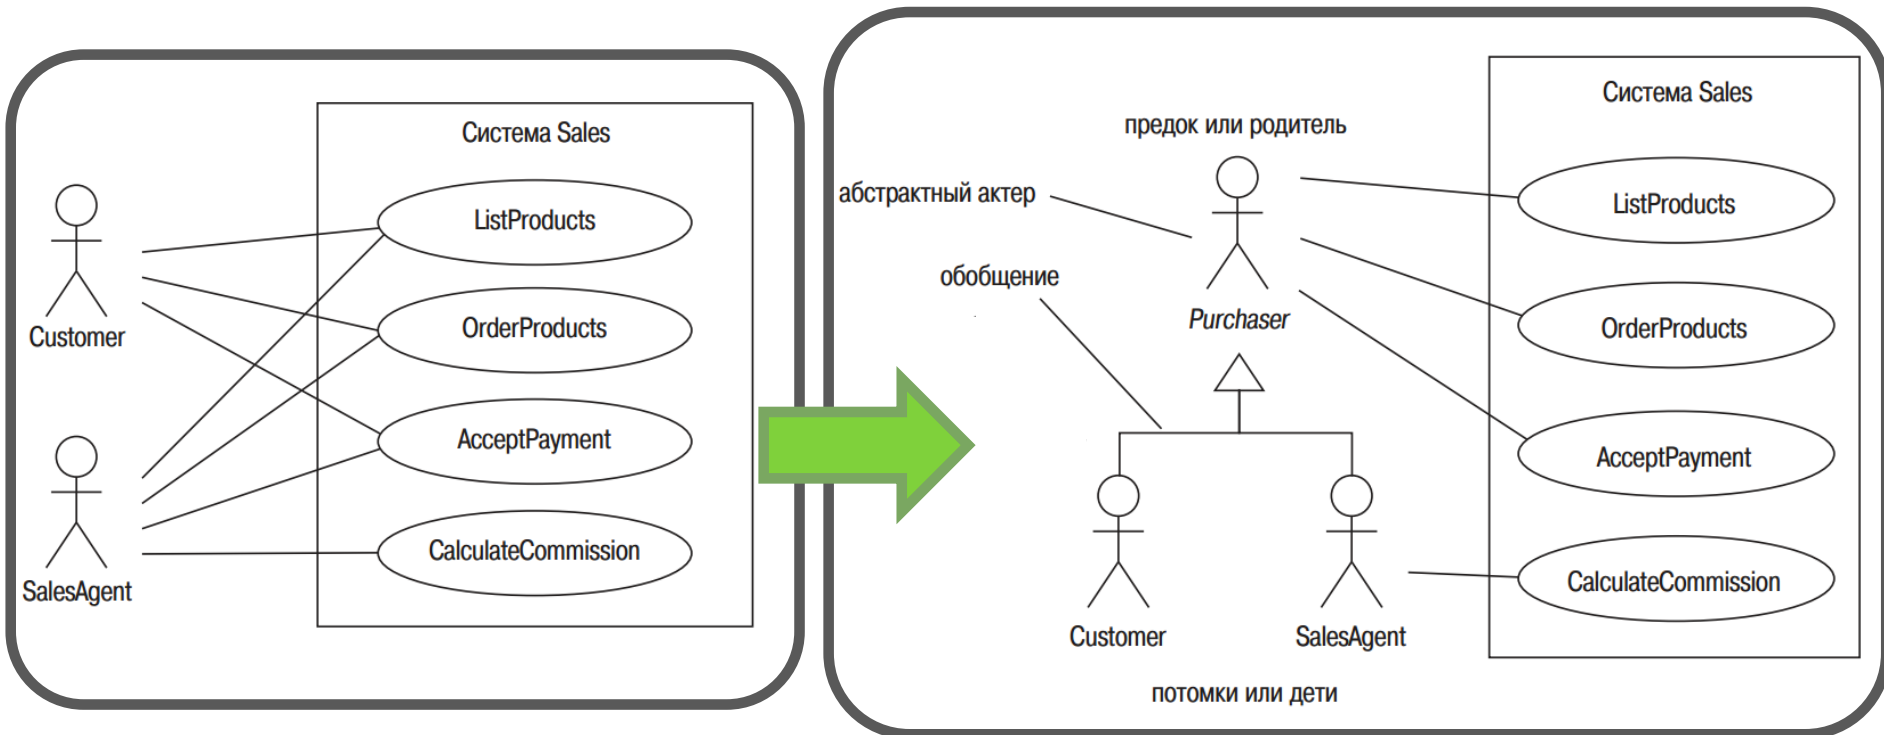 Система Sales
ListProducts
OrderProducts
Customer
AcceptPayment
CalculateCommission
SalesAgent
Система Sales
предок или родитель
абстрактный актер
ListProducts
обобщение
Purchaser
OrderProducts
AcceptPayment
CalculateCommission
Customer
SalesAgent
потомки или дети